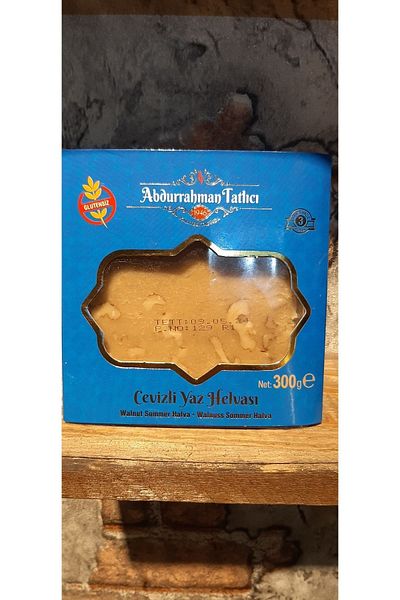 GLUTENSİZ
Abdurrahman Tatlıcı
1946
3
TETT:09.05.
P.NO:129 R1
Net: 300g e
Cevizli Yaz Helvası
Walnut Summer Halva - Walnuss Sommer Halva